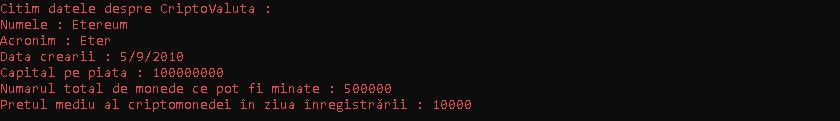 Citim datele despre CriptoValuta :
Numele : Etereum
Acronim : Eter
Data crearii : 5/9/2010
Capital pe piata : 100000000
Numarul total de monede ce pot fi minate : 500000
Pretul mediu al criptomonedei în ziua înregistrării : 10000